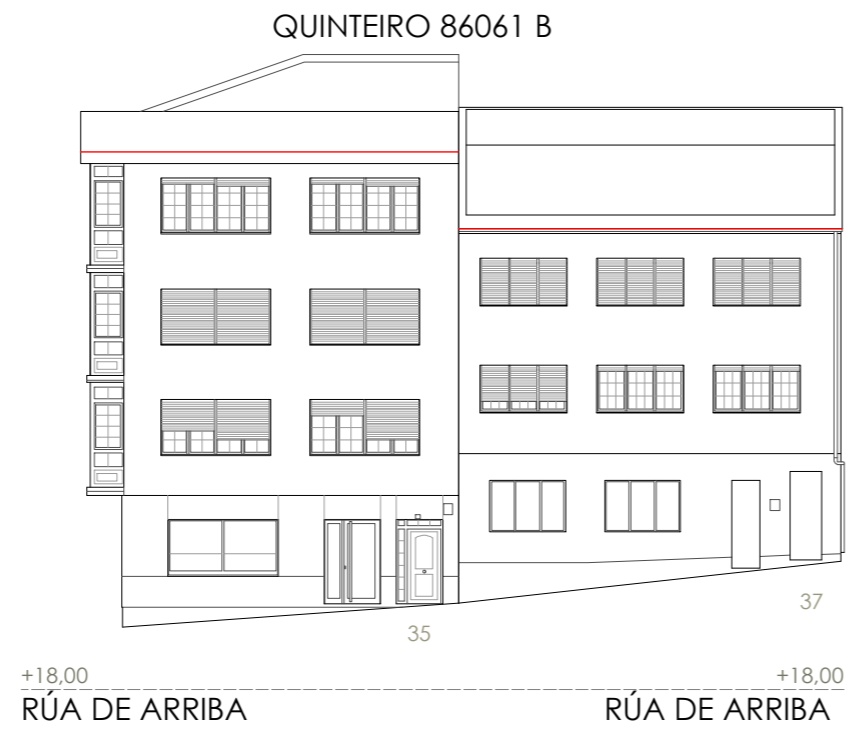 QUINTEIRO 86061 B
37
35
+18,00 +18,00
RÚA DE ARRIBA RÚA DE ARRIBA